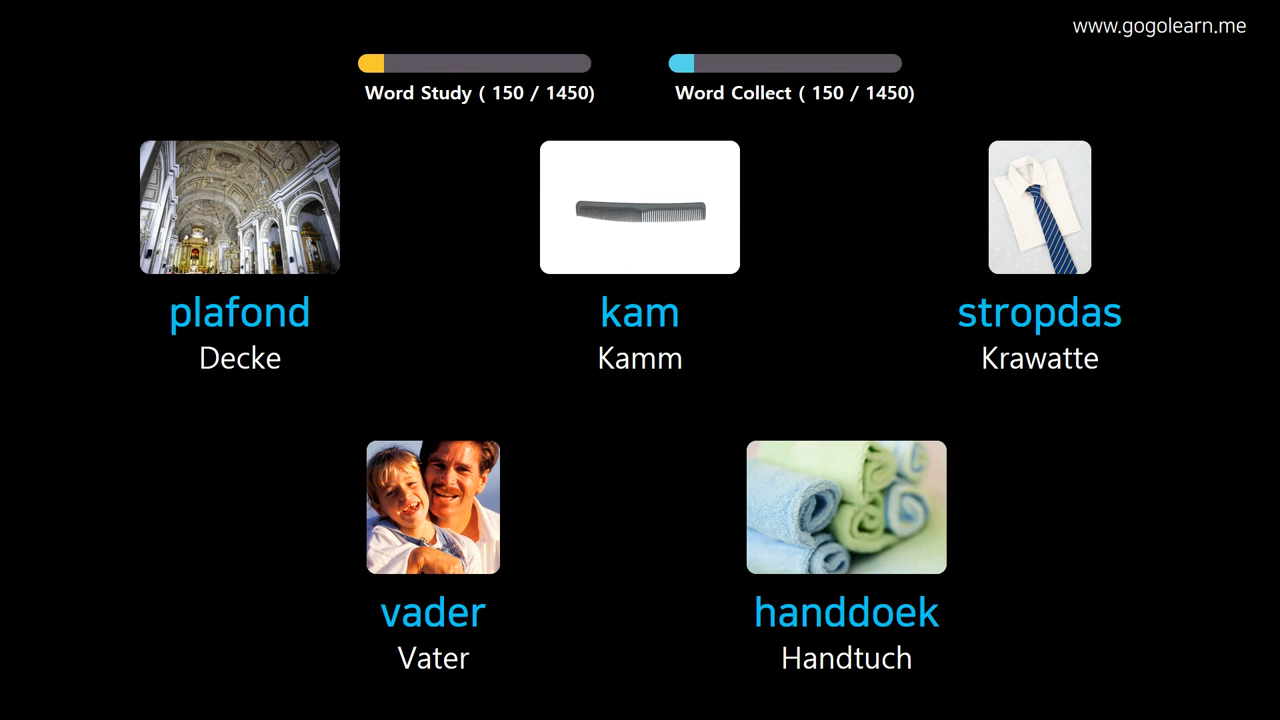 www.gogolearn.me
Word Study ( 150 / 1450)
Word Collect ( 150 / 1450)
plafond
Decke
kam
Kamm
stropdas
Krawatte
vader
Vater
handdoek
Handtuch